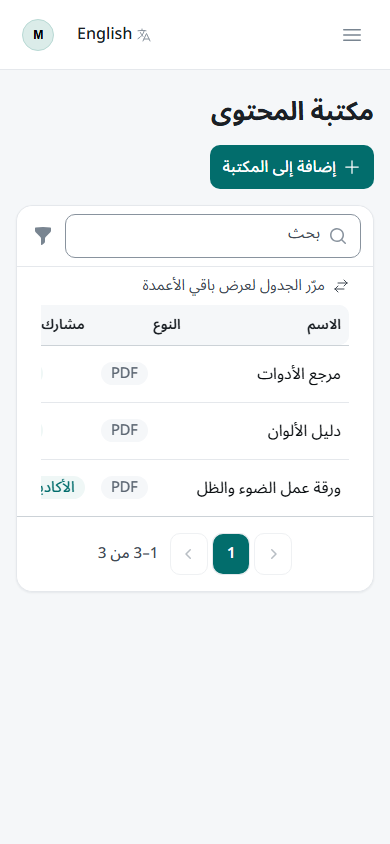 English
M
مكتبة المحتوى
إضافة إلى المكتبة
بحث
مرّر الجدول لعرض باقي الأعمدة
الاسم النوع
مرجع الأدوات PDF
دليل الألوان PDF
ورقة عمل الضوء والظل PDF
1 1–3 من 3